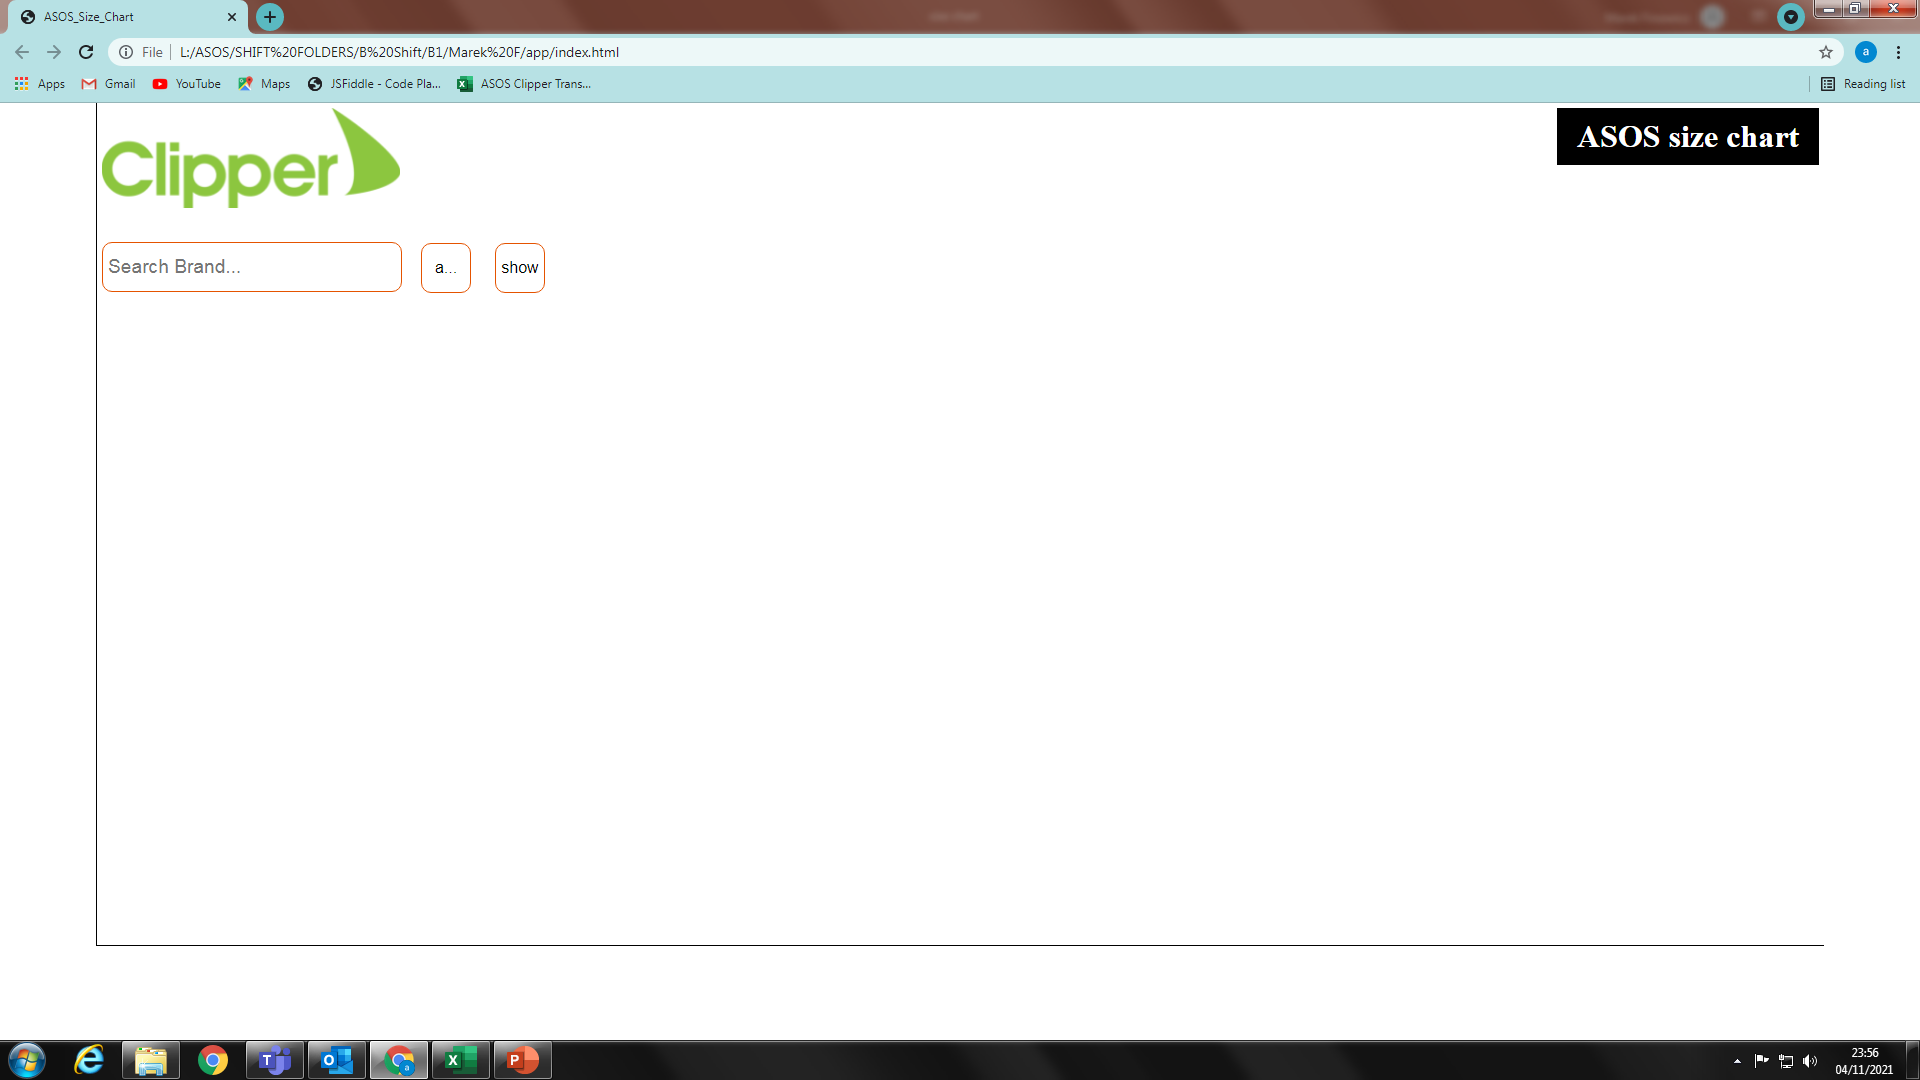 ASOS_Size_Chart
File
L:/ASOS/SHIFT%20FOLDERS/B%20Shift/B1/Marek%20F/app/index.html
a
Apps Gmail YouTube Maps JSFiddle - Code Pla... ASOS Clipper Trans... Reading list
Clipper
ASOS size chart
Search Brand...
a...
show
23:56
04/11/2021